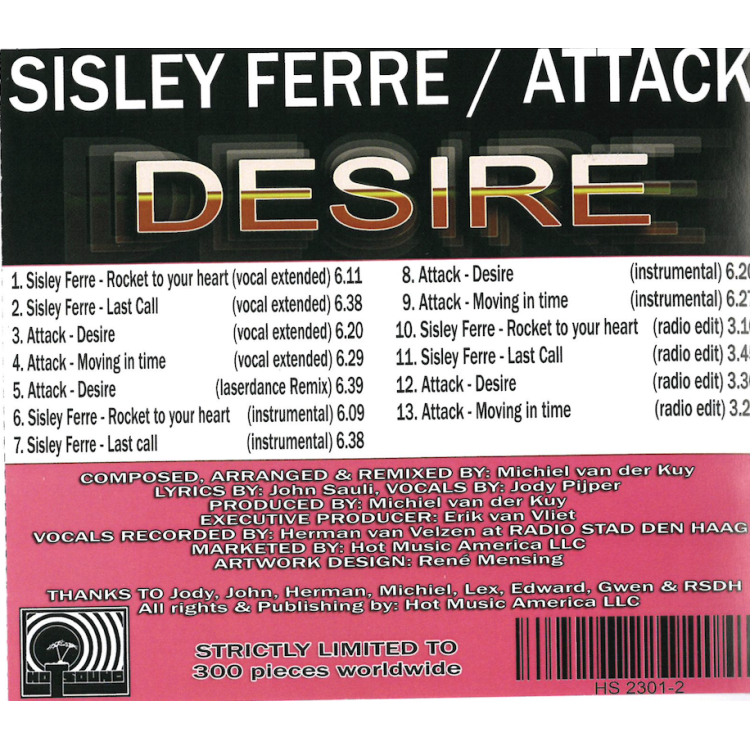 SISLEY FERRE / ATTACK
DESIRE
1. Sisley Ferre - Rocket to your heart (vocal extended) 6.11
2. Sisley Ferre - Last Call (vocal extended) 6.38
3. Attack - Desire (vocal extended) 6.20
4. Attack - Moving in time (vocal extended) 6.29
5. Attack - Desire (laserdance Remix) 6.39
6. Sisley Ferre - Rocket to your heart (instrumental) 6.09
7. Sisley Ferre - Last call (instrumental) 6.38
8. Attack - Desire (instrumental) 6.20
9. Attack - Moving in time (instrumental) 6.27
10. Sisley Ferre - Rocket to your heart (radio edit)
11. Sisley Ferre - Last Call (radio edit)
12. Attack - Desire (radio edit)
13. Attack - Moving in time (radio edit)
COMPOSED, ARRANGED & REMIXED BY: Michiel van der Kuy
LYRICS BY: John Sauli, VOCALS BY: Jody Pijper
PRODUCED BY: Michiel van der Kuy
EXECUTIVE PRODUCER: Erik van Vliet
VOCALS RECORDED BY: Herman van Velzen at RADIO STAD DEN HAAG
MARKETED BY: Hot Music America LLC
ARTWORK DESIGN: René Mensing
THANKS TO Jody, John, Herman, Michiel, Lex, Edward, Gwen & RSDH
All rights & Publishing by: Hot Music America LLC
HOTSOUND
STRICTLY LIMITED TO
300 pieces worldwide
HS 2301-2